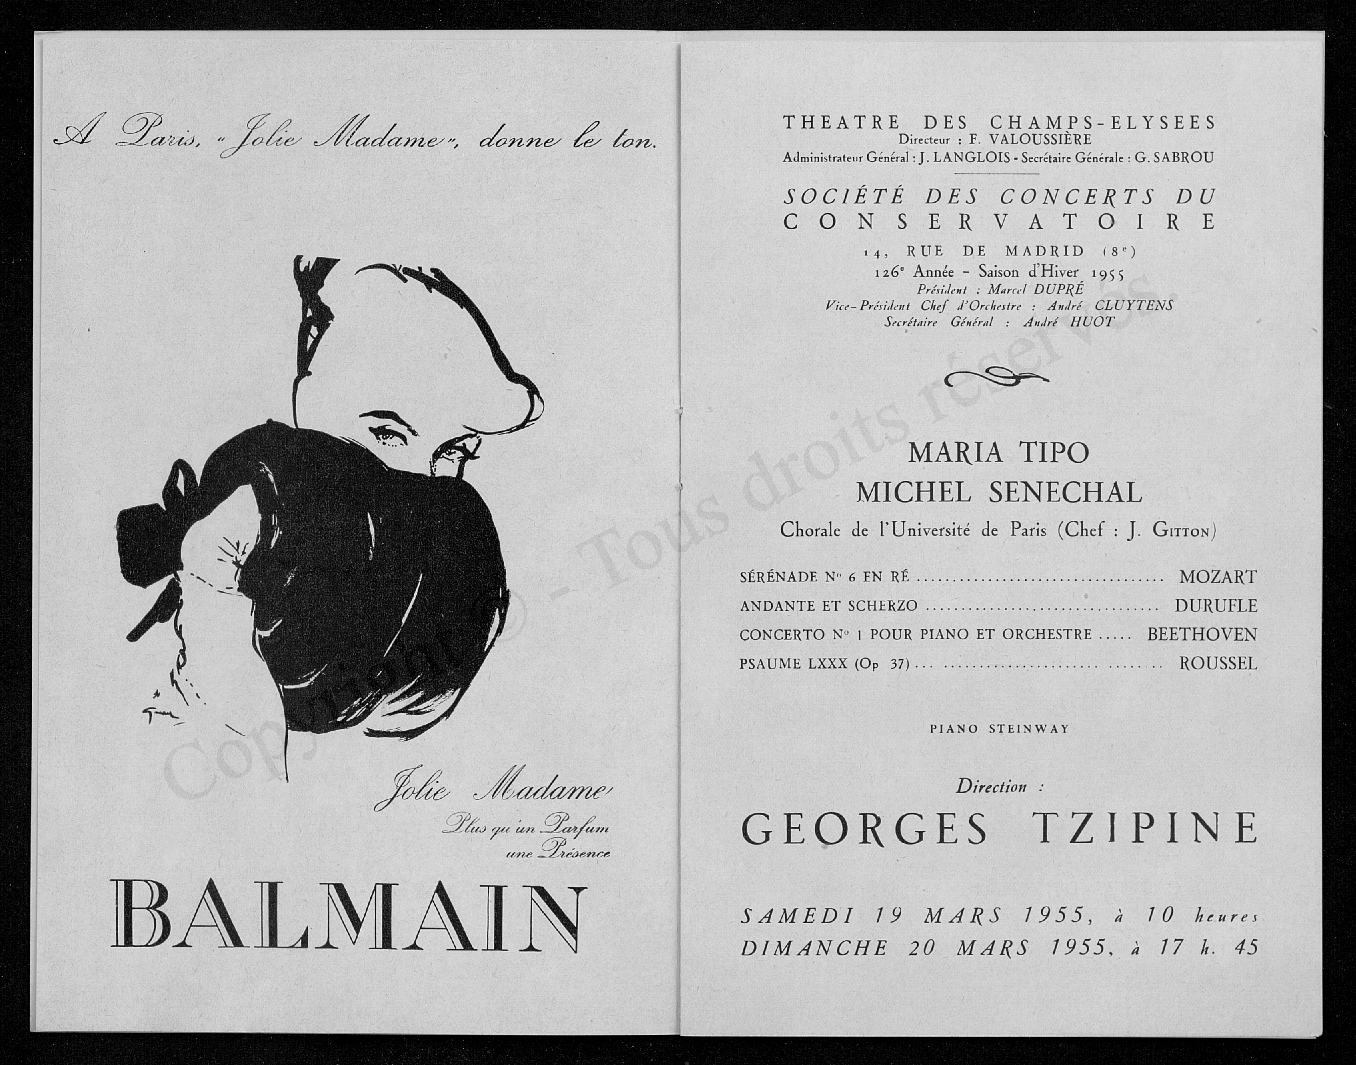 A Paris, "Jolie Madame", donne le ton.
Jolie Madame
Plus qu'un Parfum
une Présence
BALMAIN
THEATRE DES CHAMPS-ELYSEES
Directeur : F. VALOUSSIÈRE
Administrateur Général : J. LANGLOIS - Secrétaire Générale : G. SABROU
SOCIÉTÉ DES CONCERTS DU
CONSERVATOIRE
14, RUE DE MADRID (8e)
126e Année - Saison d'Hiver 1955
Président : Marcel DUPRÉ
Vice-Président Chef d'Orchestre : André CLUYTENS
Secrétaire Général : André HUOT
MARIA TIPO
MICHEL SENECHAL
Chorale de l'Université de Paris (Chef : J. GITTON)
SÉRÉNADE No 6 EN RÉ ................................... MOZART
ANDANTE ET SCHERZO ................................. DURUFLE
CONCERTO No 1 POUR PIANO ET ORCHESTRE ..... BEETHOVEN
PSAUME LXXX (Op 37) ... ...................... ........ ROUSSEL
PIANO STEINWAY
Direction :
GEORGES TZIPINE
SAMEDI 19 MARS 1955, à 10 heures
DIMANCHE 20 MARS 1955, à 17 h. 45
Copyright © - Tous droits réservés.